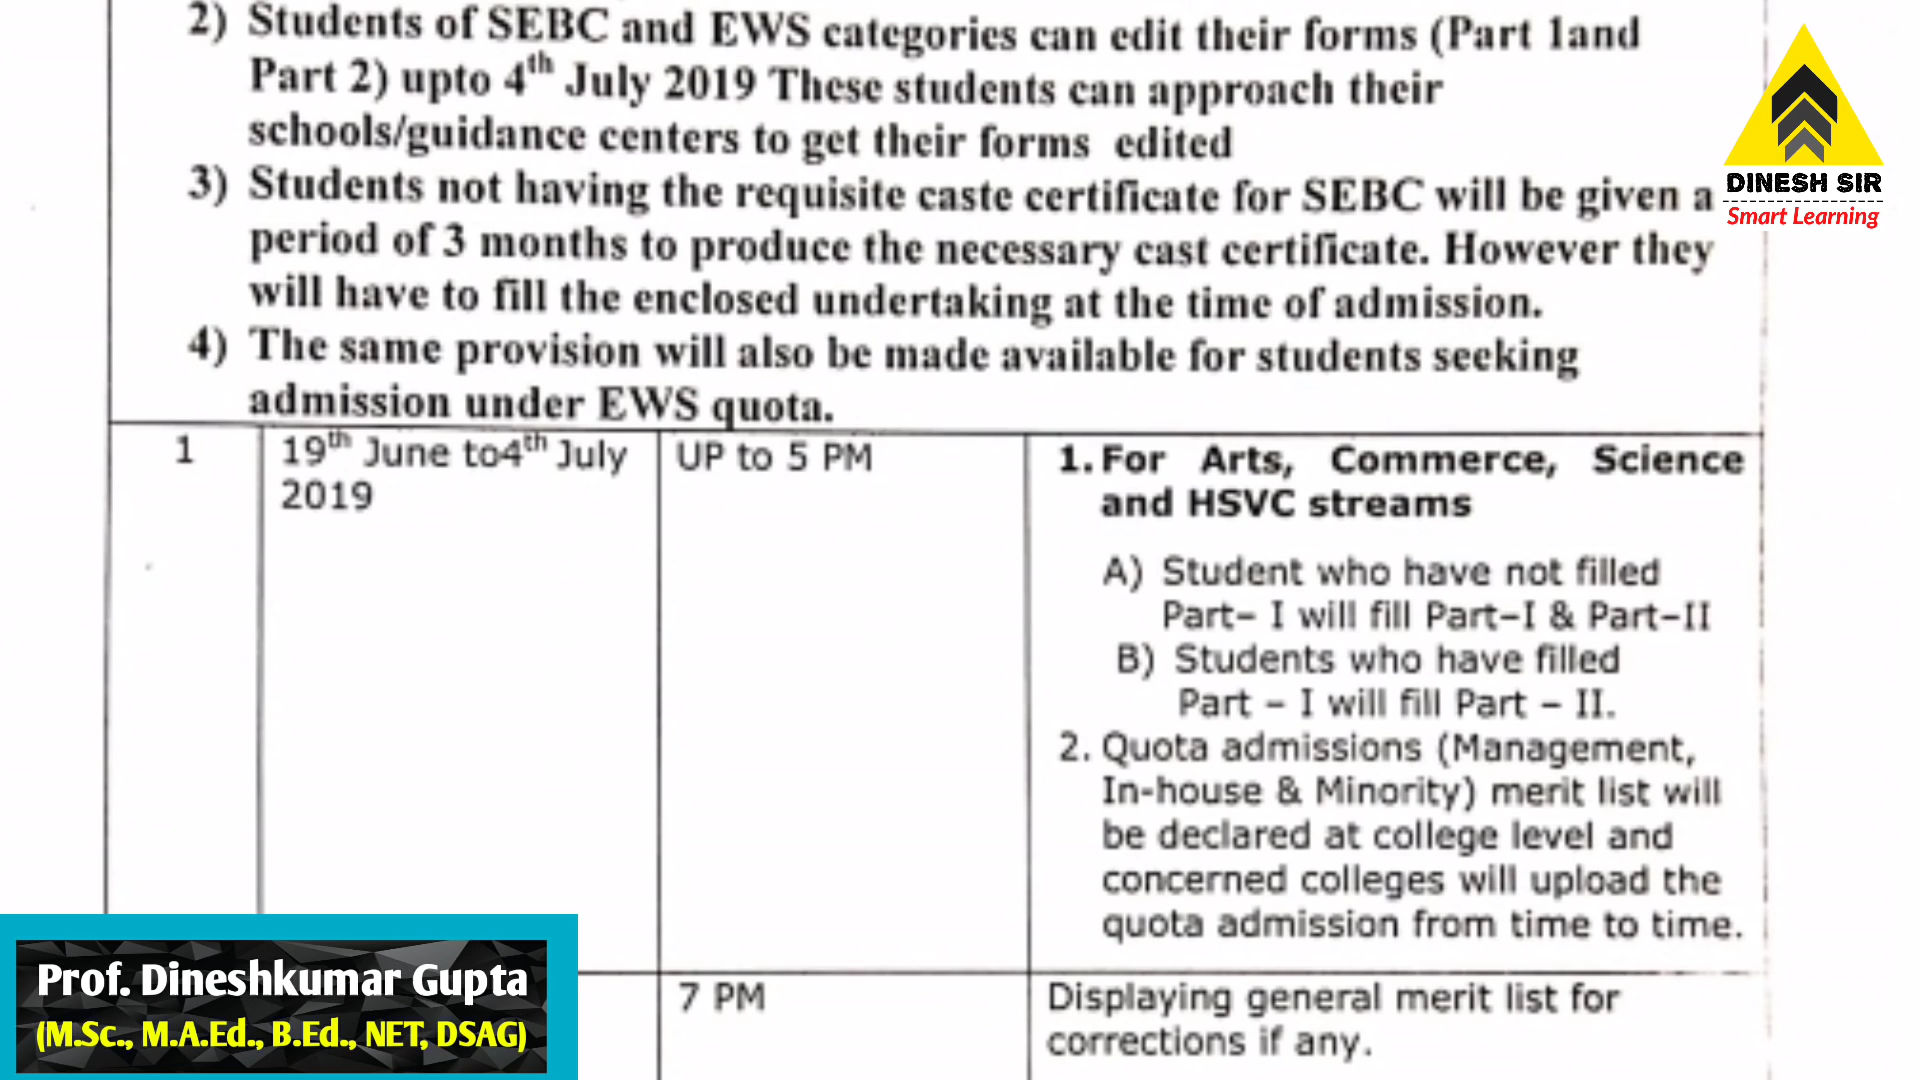 2) Students of SEBC and EWS categories can edit their forms (Part 1and
Part 2) upto 4th July 2019 These students can approach their
schools/guidance centers to get their forms edited
3) Students not having the requisite caste certificate for SEBC will be given a
period of 3 months to produce the necessary cast certificate. However they
will have to fill the enclosed undertaking at the time of admission.
4) The same provision will also be made available for students seeking
admission under EWS quota.
1
19th June to4th July
2019
UP to 5 PM
1. For Arts, Commerce, Science
and HSVC streams
A) Student who have not filled
Part– I will fill Part–I & Part–II
B) Students who have filled
Part – I will fill Part – II.
2. Quota admissions (Management,
In-house & Minority) merit list will
be declared at college level and
concerned colleges will upload the
quota admission from time to time.
7 PM
Displaying general merit list for
corrections if any.
DINESH SIR
Smart Learning
Prof. Dineshkumar Gupta
(M.Sc., M.A.Ed., B.Ed., NET, DSAG)